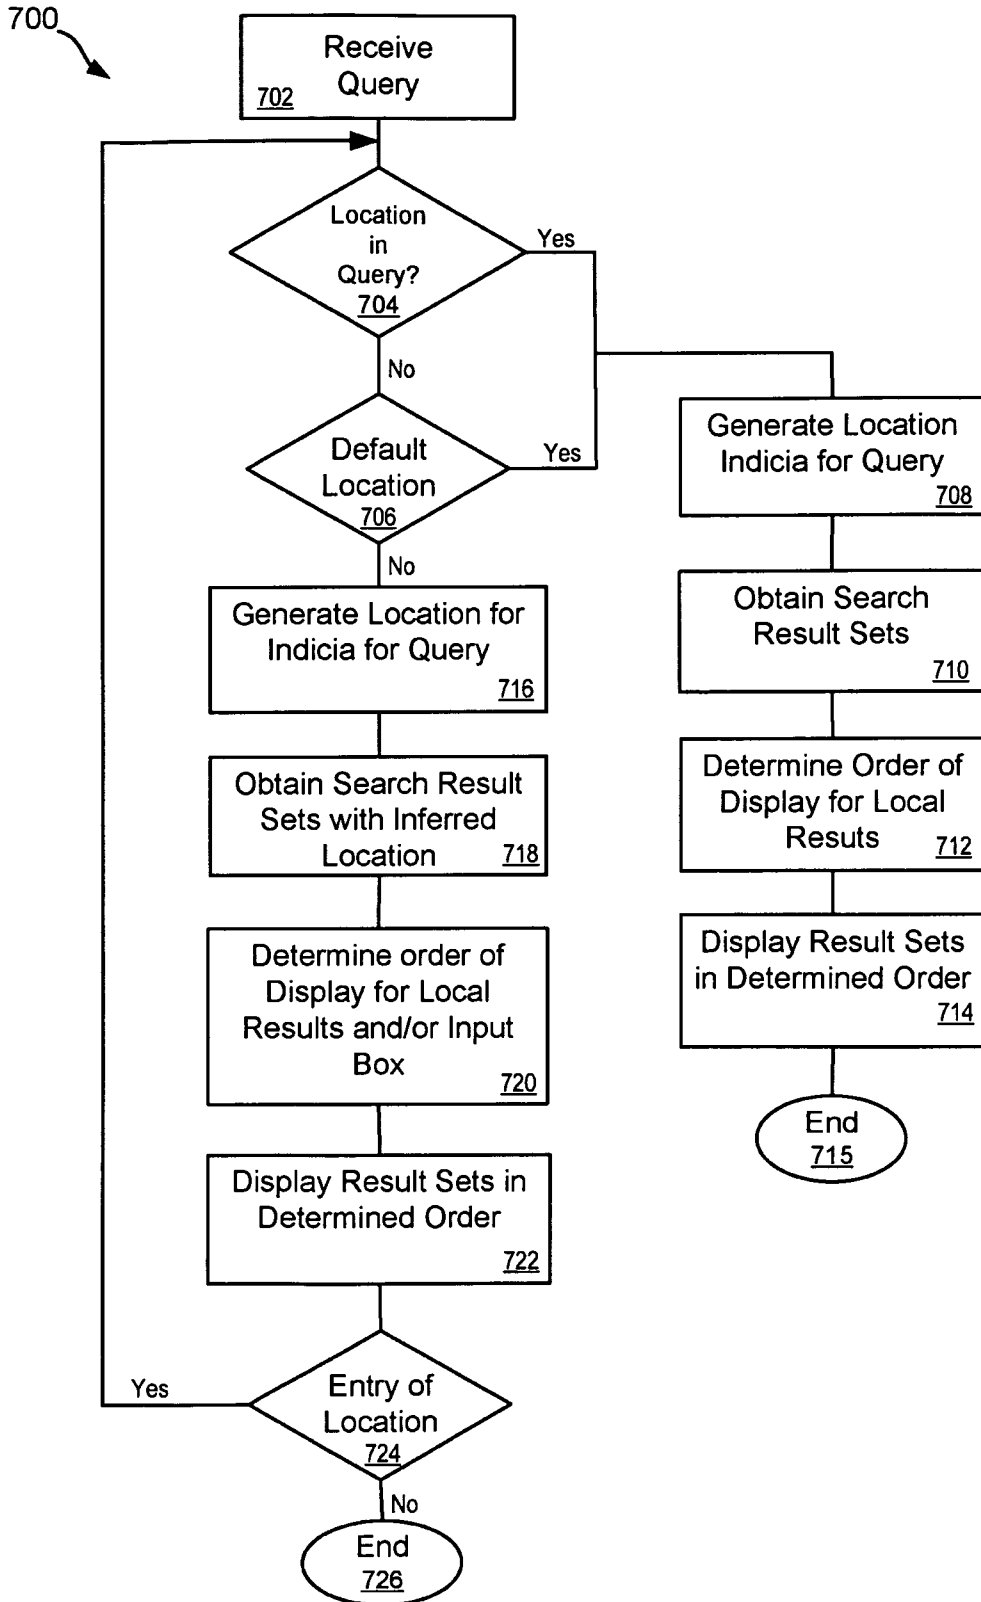 700
Receive
Query
702
Location
in
Query?
704
Yes
No
Default
Location
706
Yes
No
Generate Location
Indicia for Query
708
Obtain Search
Result Sets
710
Determine Order of
Display for Local
Resuts
712
Display Result Sets
in Determined Order
714
End
715
Generate Location for
Indicia for Query
716
Obtain Search Result
Sets with Inferred
Location
718
Determine order of
Display for Local
Results and/or Input
Box
720
Display Result Sets in
Determined Order
722
Entry of
Location
724
Yes
No
End
726